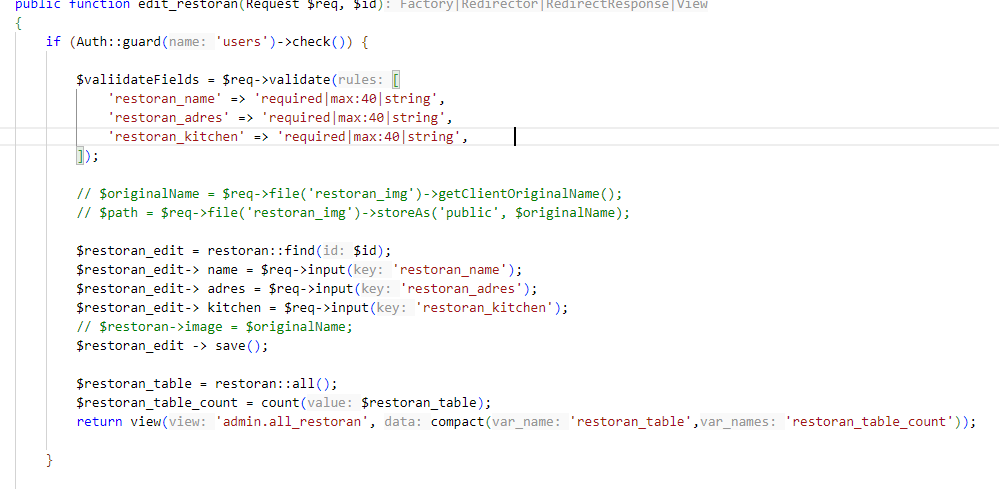 public function edit_restoran(Request $req, $id): Factory|Redirector|RedirectResponse|View
{
if (Auth::guard(name: 'users')->check()) {
$valiidateFields = $req->validate(rules: [
'restoran_name' => 'required|max:40|string',
'restoran_adres' => 'required|max:40|string',
'restoran_kitchen' => 'required|max:40|string',
]);
// $originalName = $req->file('restoran_img')->getClientOriginalName();
// $path = $req->file('restoran_img')->storeAs('public', $originalName);
$restoran_edit = restoran::find(id: $id);
$restoran_edit-> name = $req->input(key: 'restoran_name');
$restoran_edit-> adres = $req->input(key: 'restoran_adres');
$restoran_edit-> kitchen = $req->input(key: 'restoran_kitchen');
// $restoran->image = $originalName;
$restoran_edit -> save();
$restoran_table = restoran::all();
$restoran_table_count = count(value: $restoran_table);
return view(view: 'admin.all_restoran', data: compact(var_name: 'restoran_table',var_names: 'restoran_table_count'));
}